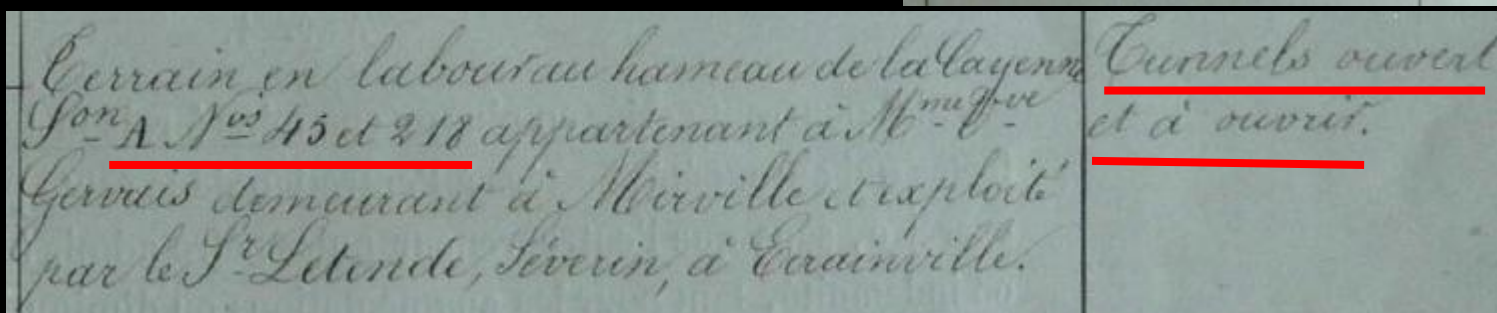 Terrain en labour au hameau de la Cayenne
Son A Nos 45 et 218 appartenant à Mme Vve
Gervais demeurant à Mirville et exploité
par le Sr Letende, Séverin, à Ecrainville.
Tunnels ouvert
et à ouvrir.